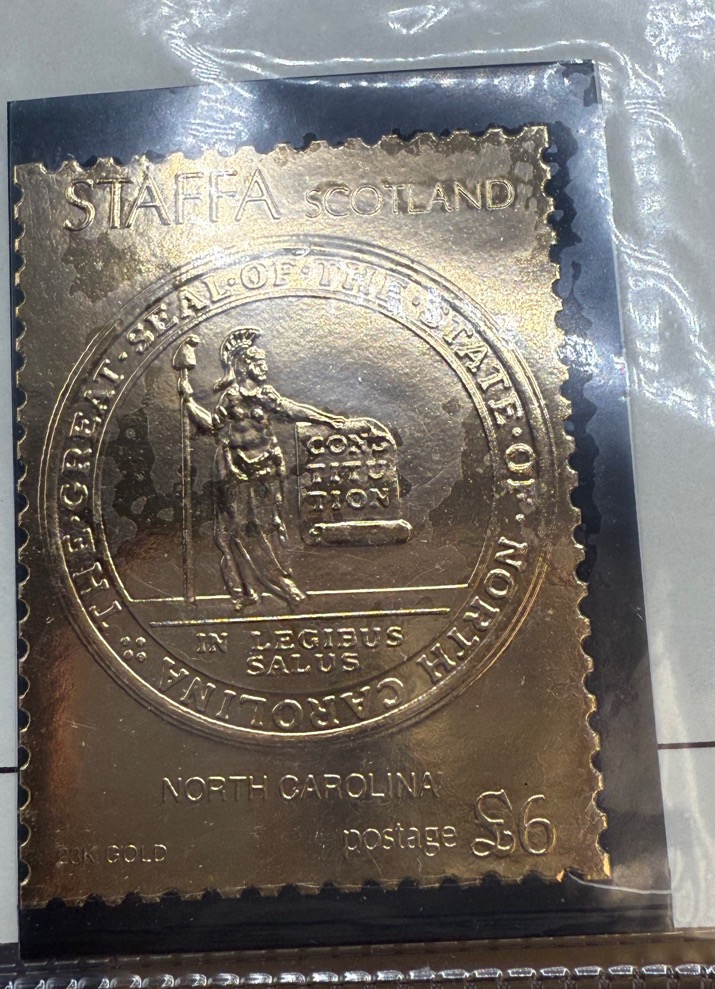 STAFFA SCOTLAND
THE·GREAT·SEAL·OF·THE·STATE·OF·NORTH CAROLINA
CONS
TITU
TION
IN LEGIBUS
SALUS
NORTH CAROLINA
postage £6
23K GOLD